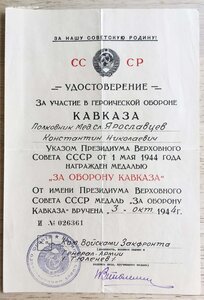 ЗА НАШУ СОВЕТСКУЮ РОДИНУ!
СС СР
УДОСТОВЕРЕНИЕ
ЗА УЧАСТИЕ В ГЕРОИЧЕСКОЙ ОБОРОНЕ
КАВКАЗА
Полковник мед.сл Ярославцев
Константин Николаевич
УКАЗОМ ПРЕЗИДИУМА ВЕРХОВНОГО
СОВЕТА СССР ОТ 1 МАЯ 1944 ГОДА
НАГРАЖДЕН МЕДАЛЬЮ
„ЗА ОБОРОНУ КАВКАЗА"
ОТ ИМЕНИ ПРЕЗИДИУМА ВЕРХОВНОГО
СОВЕТА СССР МЕДАЛЬ „ЗА ОБОРОНУ
КАВКАЗА" ВРУЧЕНА „3" окт 1944 г.
И № 026361
Войсками Закфронта
Генерал Армии
Тюленев